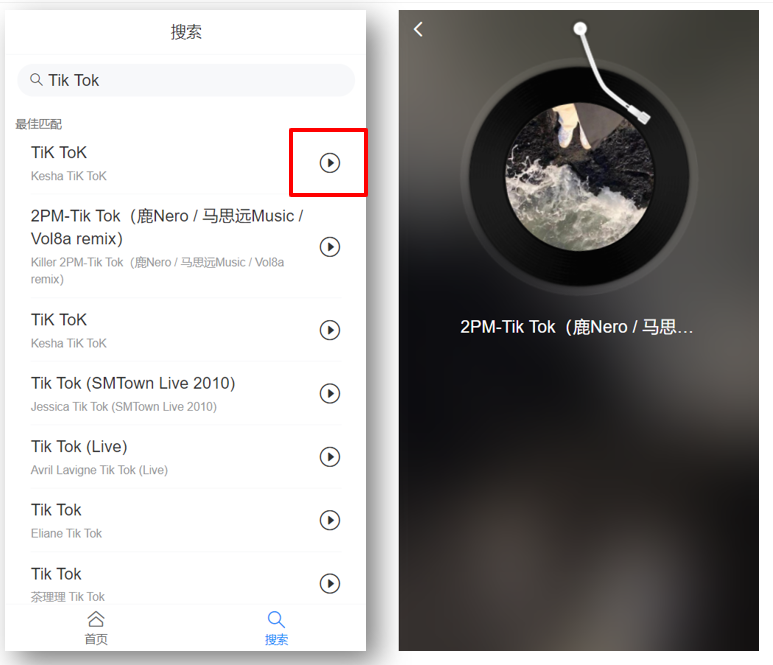 搜索
Tik Tok
最佳匹配
TiK ToK
Kesha TiK ToK
2PM-Tik Tok（鹿Nero / 马思远Music /
Vol8a remix）
Killer 2PM-Tik Tok（鹿Nero / 马思远Music / Vol8a
remix）
TiK ToK
Kesha TiK ToK
Tik Tok (SMTown Live 2010)
Jessica Tik Tok (SMTown Live 2010)
Tik Tok (Live)
Avril Lavigne Tik Tok (Live)
Tik Tok
Eliane Tik Tok
Tik Tok
茶理理 Tik Tok
首页
搜索
2PM-Tik Tok（鹿Nero / 马思…